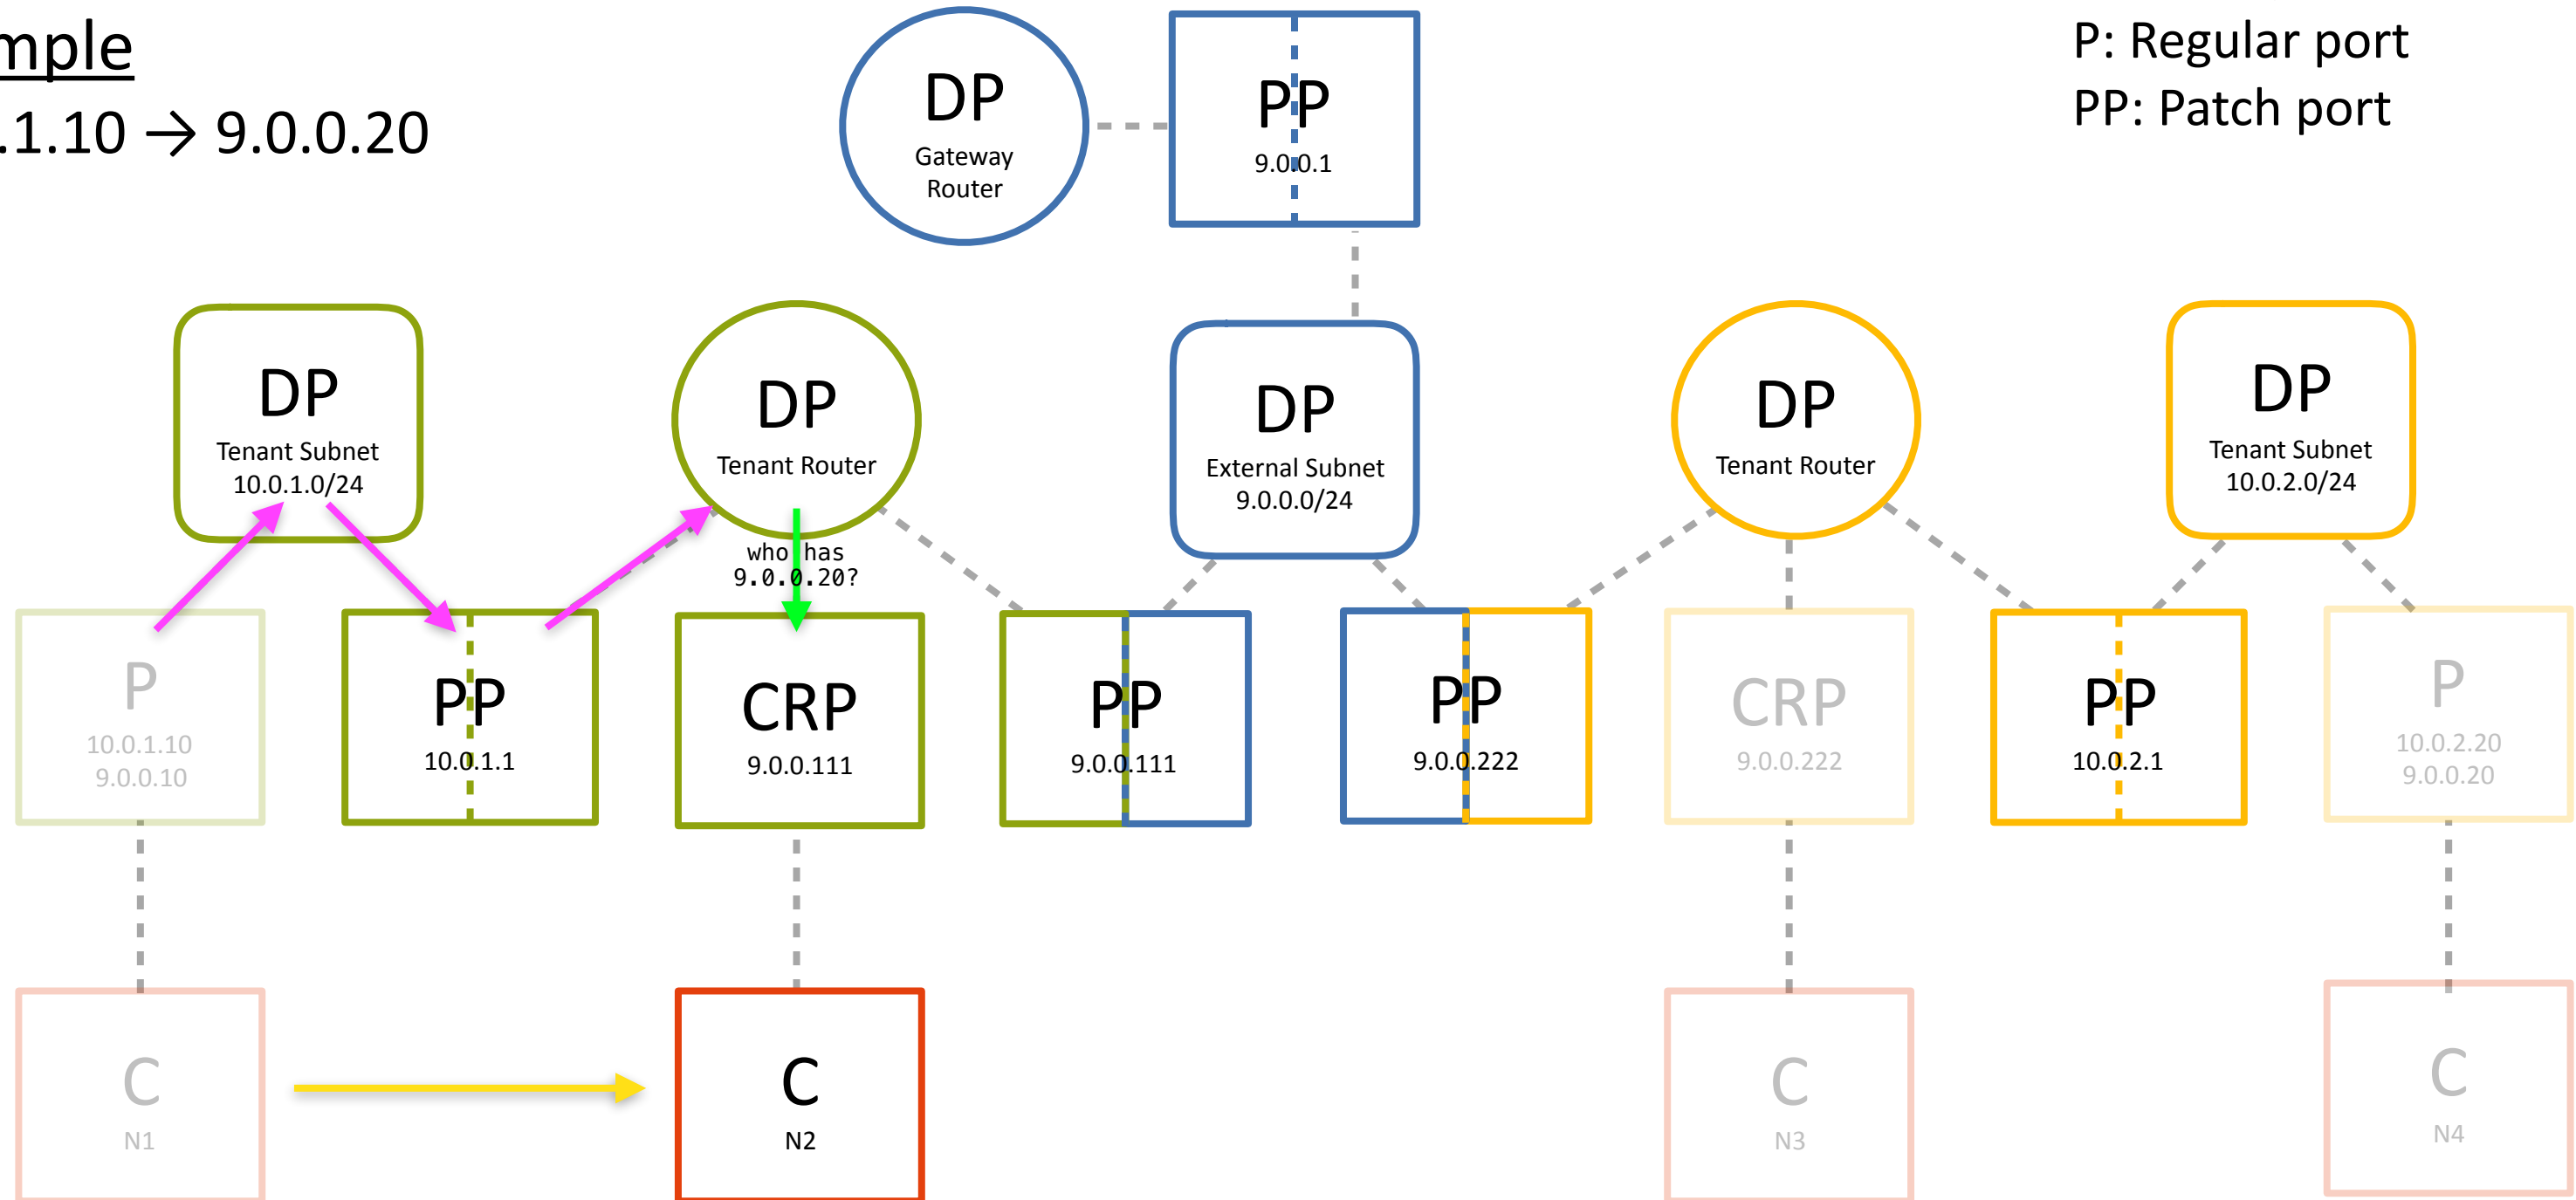 mple
.1.10 → 9.0.0.20
P: Regular port
PP: Patch port
DP
Gateway
Router
PP
9.0.0.1
DP
Tenant Subnet
10.0.1.0/24
DP
Tenant Router
who has
9.0.0.20?
DP
External Subnet
9.0.0.0/24
DP
Tenant Router
DP
Tenant Subnet
10.0.2.0/24
P
10.0.1.10
9.0.0.10
PP
10.0.1.1
CRP
9.0.0.111
PP
9.0.0.111
PP
9.0.0.222
CRP
9.0.0.222
PP
10.0.2.1
P
10.0.2.20
9.0.0.20
C
N1
C
N2
C
N3
C
N4